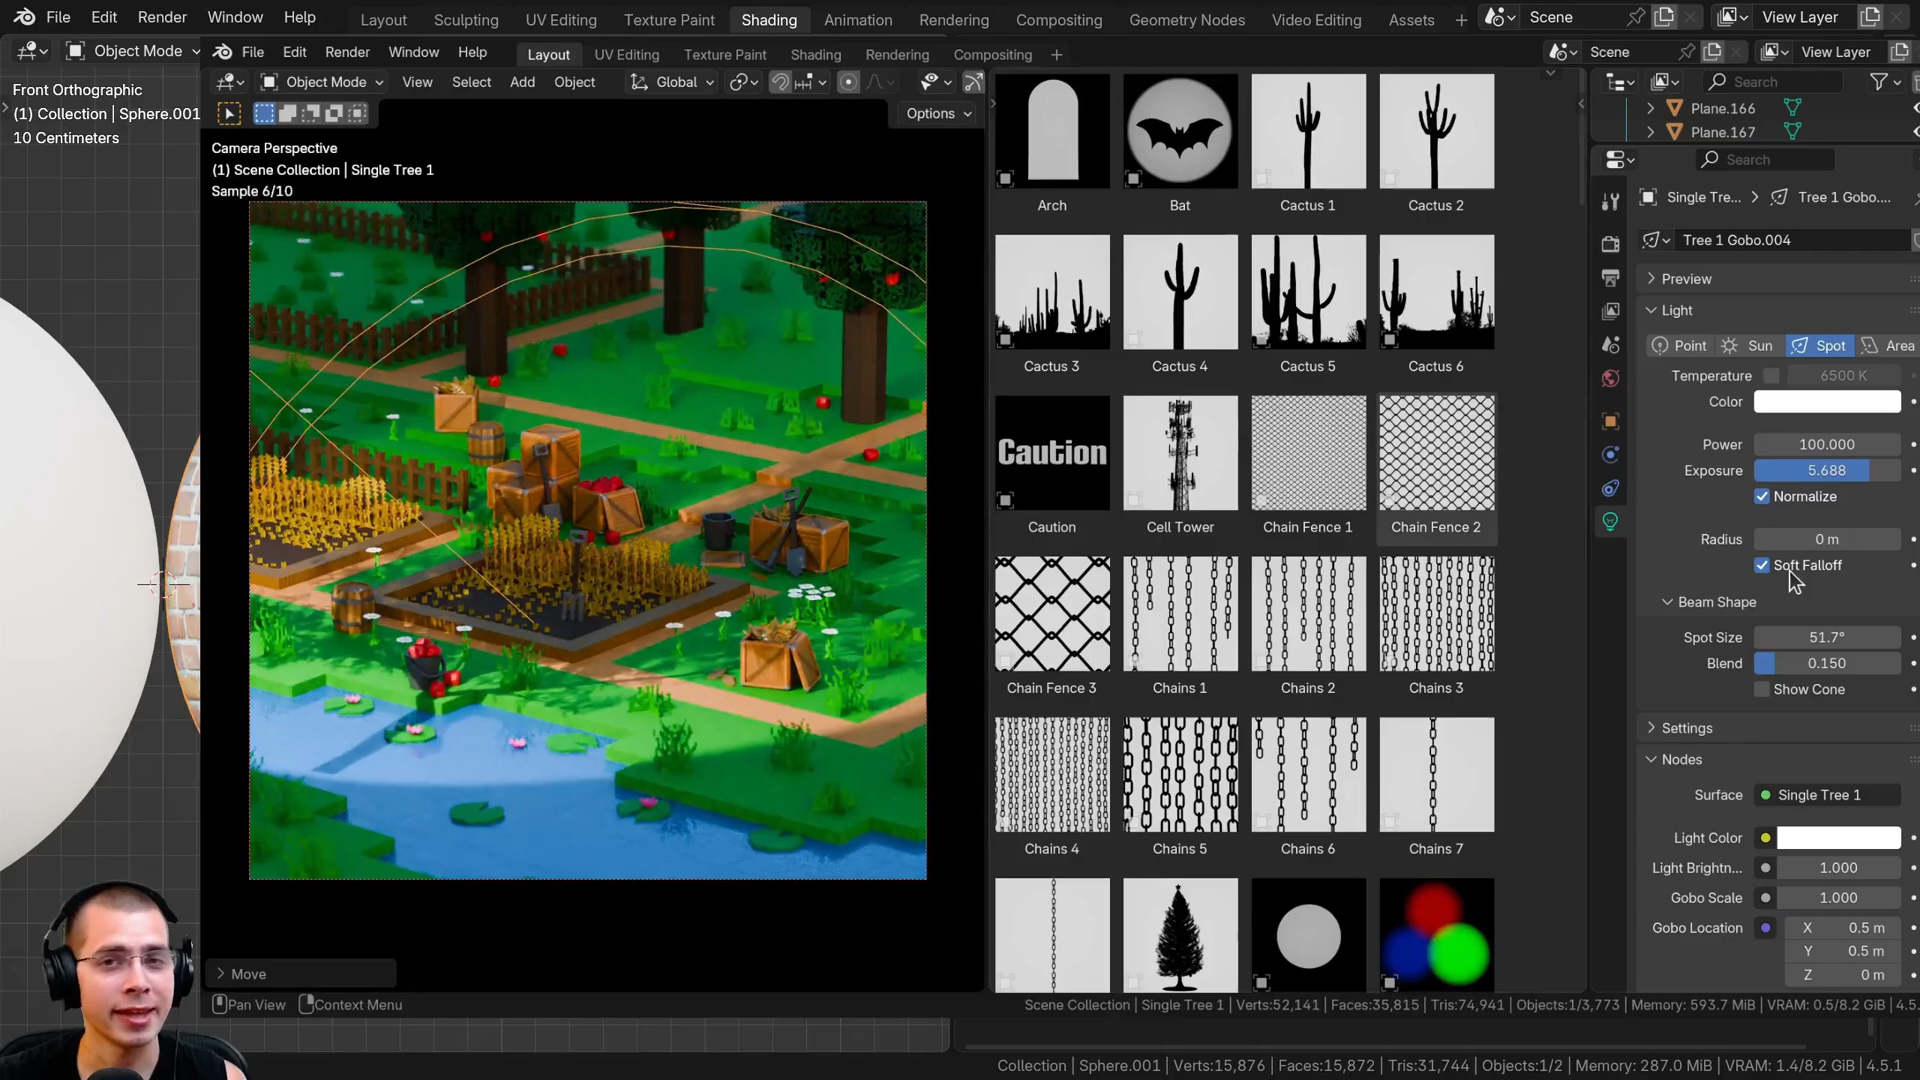 File Edit Render Window Help Layout Sculpting UV Editing Texture Paint Shading Animation Rendering Compositing Geometry Nodes Video Editing Assets + Scene View Layer
Object Mode
File Edit Render Window Help Layout UV Editing Texture Paint Shading Rendering Compositing + Scene View Layer
Object Mode View Select Add Object Global
Search
Front Orthographic
(1) Collection | Sphere.001
10 Centimeters
Options
Camera Perspective
(1) Scene Collection | Single Tree 1
Sample 6/10
Move
Arch Bat Cactus 1 Cactus 2
Cactus 3 Cactus 4 Cactus 5 Cactus 6
Caution
Caution Cell Tower Chain Fence 1 Chain Fence 2
Chain Fence 3 Chains 1 Chains 2 Chains 3
Chains 4 Chains 5 Chains 6 Chains 7
Plane.166
Plane.167
Search
Single Tre... > Tree 1 Gobo....
Tree 1 Gobo.004
Preview
Light
Point Sun Spot Area
Temperature 6500 K
Color
Power 100.000
Exposure 5.688
Normalize
Radius 0 m
Soft Falloff
Beam Shape
Spot Size 51.7°
Blend 0.150
Show Cone
Settings
Nodes
Surface Single Tree 1
Light Color
Light Brightn... 1.000
Gobo Scale 1.000
Gobo Location X 0.5 m
Y 0.5 m
Z 0 m
Pan View Context Menu
Scene Collection | Single Tree 1 | Verts:52,141 | Faces:35,815 | Tris:74,941 | Objects:1/3,773 | Memory: 593.7 MiB | VRAM: 0.5/8.2 GiB | 4.5
Collection | Sphere.001 | Verts:15,876 | Faces:15,872 | Tris:31,744 | Objects:1/2 | Memory: 287.0 MiB | VRAM: 1.4/8.2 GiB | 4.5.1